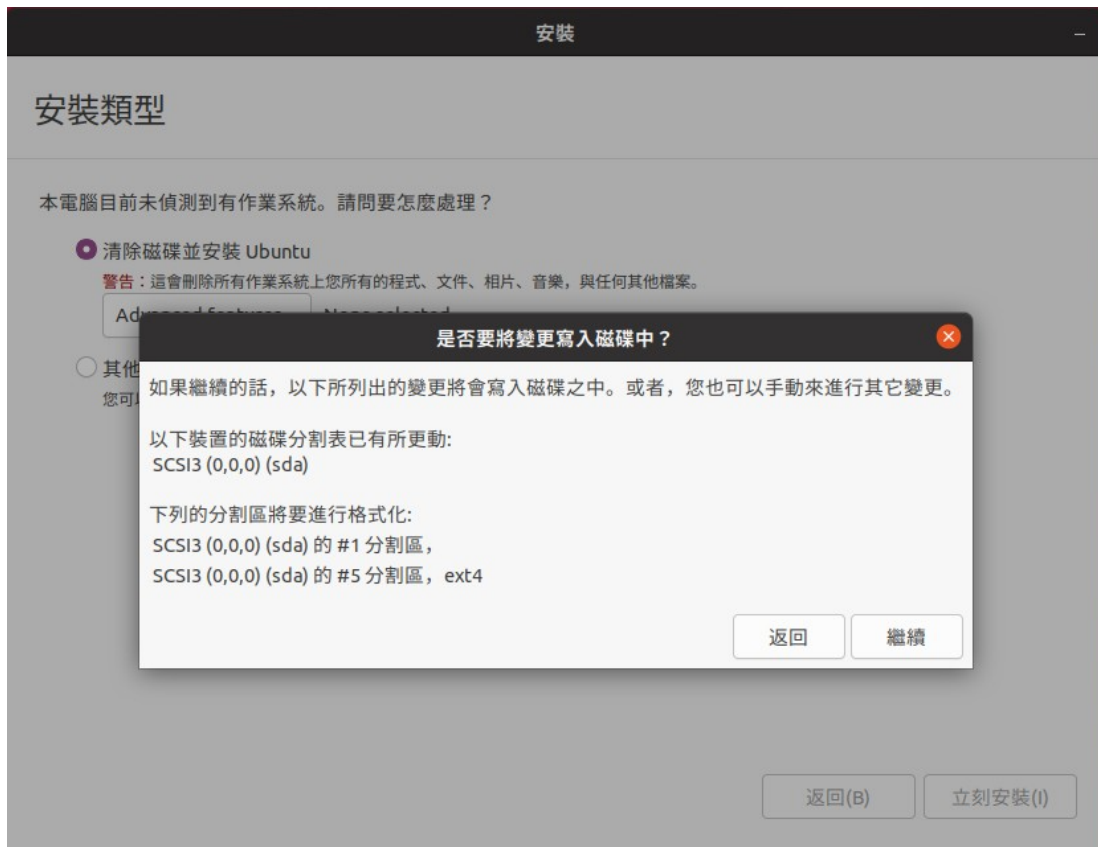 安裝
安裝類型
本電腦目前未偵測到有作業系統。請問要怎麼處理？
清除磁碟並安裝 Ubuntu
警告：這會刪除所有作業系統上您所有的程式、文件、相片、音樂，與任何其他檔案。
是否要將變更寫入磁碟中？
其他
您可
如果繼續的話，以下所列出的變更將會寫入磁碟之中。或者，您也可以手動來進行其它變更。
以下裝置的磁碟分割表已有所更動:
SCSI3 (0,0,0) (sda)
下列的分割區將要進行格式化:
SCSI3 (0,0,0) (sda) 的 #1 分割區，
SCSI3 (0,0,0) (sda) 的 #5 分割區，ext4
返回 繼續
返回(B) 立刻安裝(I)